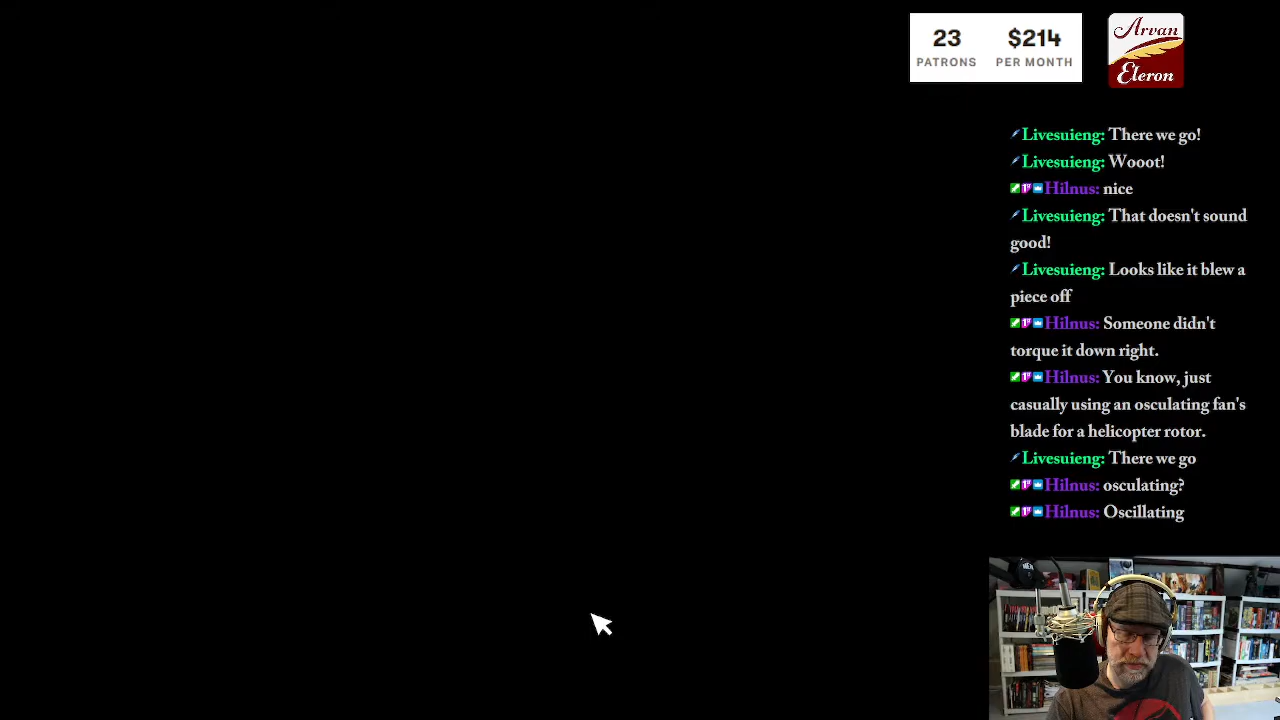 23
$214
PATRONS
PER MONTH
Arvan
Eleron
Livesuieng: There we go!
Livesuieng: Wooot!
Hilnus: nice
Livesuieng: That doesn't sound
good!
Livesuieng: Looks like it blew a
piece off
Hilnus: Someone didn't
torque it down right.
Hilnus: You know, just
casually using an osculating fan's
blade for a helicopter rotor.
Livesuieng: There we go
Hilnus: osculating?
Hilnus: Oscillating